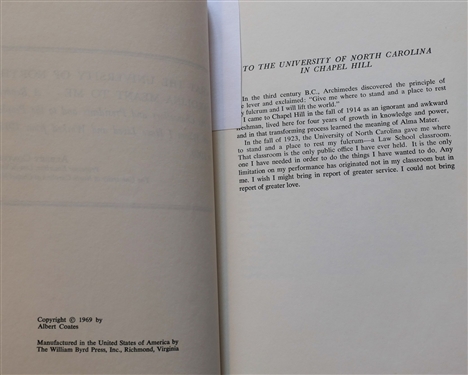 Copyright © 1969 by
Albert Coates
Manufactured in the United States of America by
The William Byrd Press, Inc., Richmond, Virginia
TO THE UNIVERSITY OF NORTH CAROLINA
IN CHAPEL HILL
In the third century B.C., Archimedes discovered the principle of
e lever and exclaimed: "Give me where to stand and a place to rest
y fulcrum and I will lift the world."
I came to Chapel Hill in the fall of 1914 as an ignorant and awkward
freshman, lived here for four years of growth in knowledge and power,
and in that transforming process learned the meaning of Alma Mater.
In the fall of 1923, the University of North Carolina gave me where
to stand and a place to rest my fulcrum—a Law School classroom.
That classroom is the only public office I have ever held. It is the only
one I have needed in order to do the things I have wanted to do. Any
limitation on my performance has originated not in my classroom but in
me. I wish I might bring in report of greater service. I could not bring
report of greater love.